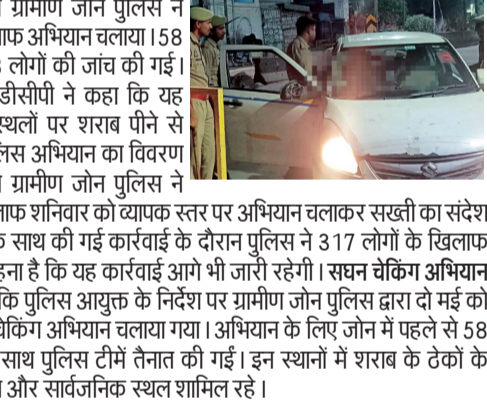 ग्रामीण जोन पुलिस ने
अभियान चलाया।58
लोगों की जांच की गई।
डीसीपी ने कहा कि यह
पर शराब पीने से
अभियान का विवरण
ग्रामीण जोन पुलिस ने
शनिवार को व्यापक स्तर पर अभियान चलाकर सख्ती का संदेश
साथ की गई कार्रवाई के दौरान पुलिस ने 317 लोगों के खिलाफ
है कि यह कार्रवाई आगे भी जारी रहेगी। सघन चेकिंग अभियान
कि पुलिस आयुक्त के निर्देश पर ग्रामीण जोन पुलिस द्वारा दो मई को
चेकिंग अभियान चलाया गया। अभियान के लिए जोन में पहले से 58
साथ पुलिस टीमें तैनात की गईं। इन स्थानों में शराब के ठेकों के
और सार्वजनिक स्थल शामिल रहे।